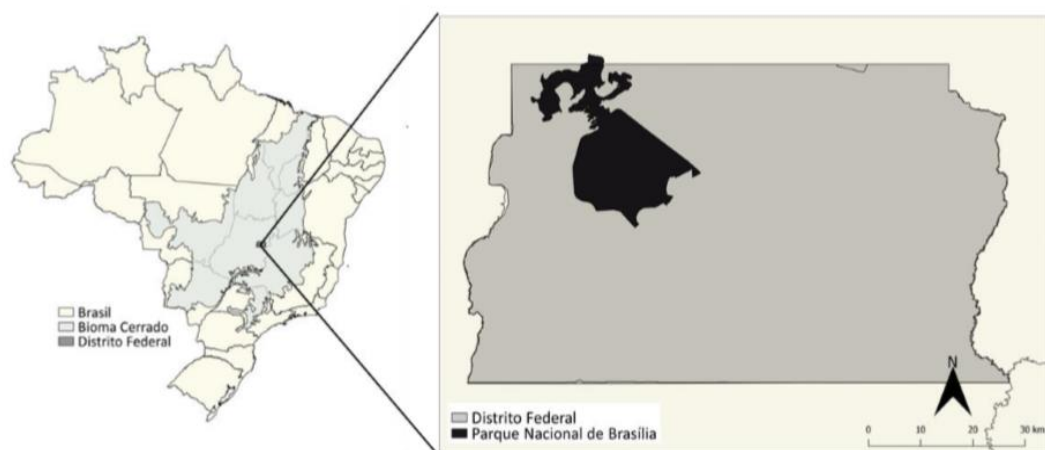 Brasil
Bioma Cerrado
Distrito Federal
N
Distrito Federal
Parque Nacional de Brasília
0 10 20 30 km